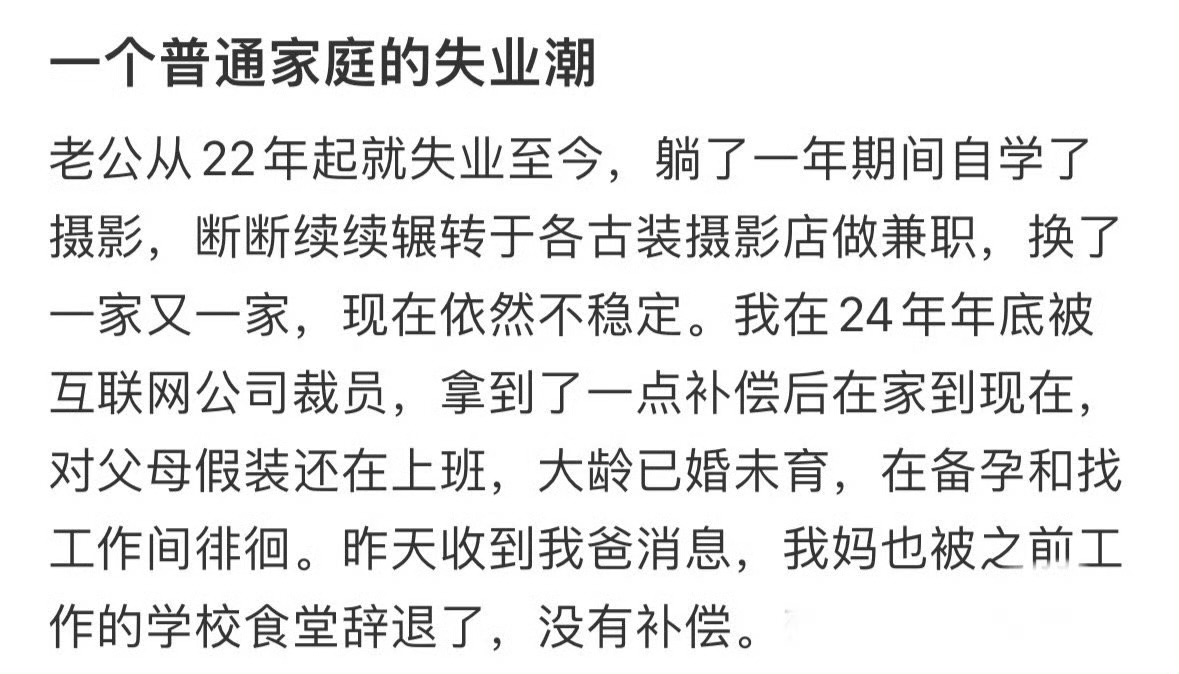 一个普通家庭的失业潮
老公从22年起就失业至今，躺了一年期间自学了
摄影，断断续续辗转于各古装摄影店做兼职，换了
一家又一家，现在依然不稳定。我在24年年底被
互联网公司裁员，拿到了一点补偿后在家到现在，
对父母假装还在上班，大龄已婚未育，在备孕和找
工作间徘徊。昨天收到我爸消息，我妈也被之前工
作的学校食堂辞退了，没有补偿。